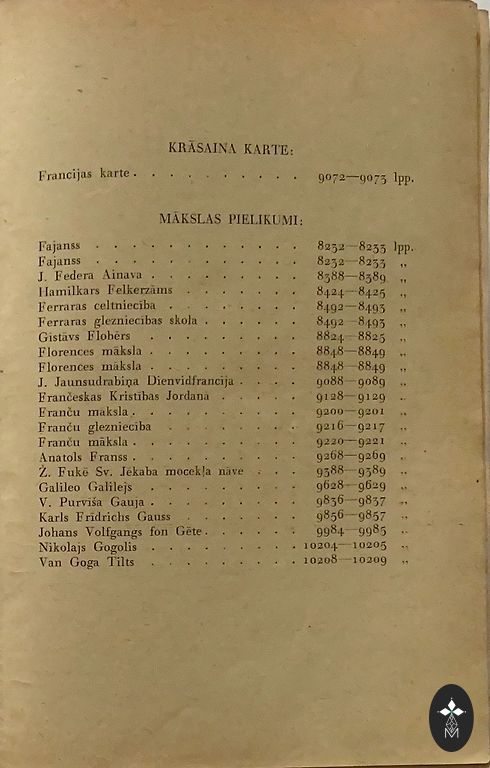 KRĀSAINA KARTE:
Francijas karte . . . . . . . . . . 9072—9073 lpp.
MĀKSLAS PIELIKUMI:
Fajanss . . . . . . . . . . . . 8232—8233 lpp.
Fajanss . . . . . . . . . . . . 8232—8233 „
J. Federa Ainava . . . . . . . . . 8388—8389 „
Hamilkars Felkerzāms . . . . . . . . 8424—8425 „
Ferraras celtniecība . . . . . . . . 8492—8493 „
Ferraras glezniecības skola . . . . . . 8492—8493 „
Gistāvs Flobērs . . . . . . . . . 8824—8825 „
Florences māksla . . . . . . . . . 8848—8849 „
Florences māksla . . . . . . . . . 8848—8849 „
J. Jaunsudrabiņa Dienvidfrancija . . . . 9088—9089 „
Frančeskas Kristības Jordanā . . . . . 9128—9129 „
Franču māksla . . . . . . . . . . 9200—9201 „
Franču glezniecība . . . . . . . . 9216—9217 „
Franču māksla . . . . . . . . . . 9220—9221 „
Anatols Franss . . . . . . . . . . 9268—9269 „
Ž. Fukē Sv. Jēkaba mocekļa nāve . . . 9388—9389 „
Galileo Galilejs . . . . . . . . . 9628—9629 „
V. Purvīša Gauja . . . . . . . . . 9836—9837 „
Karls Frīdrichs Gauss . . . . . . . 9856—9857 „
Johans Volfgangs fon Gēte . . . . . . 9984—9985 „
Nikolajs Gogolis . . . . . . . . . 10204—10205 „
Van Goga Tilts . . . . . . . . . 10208—10209 „
M